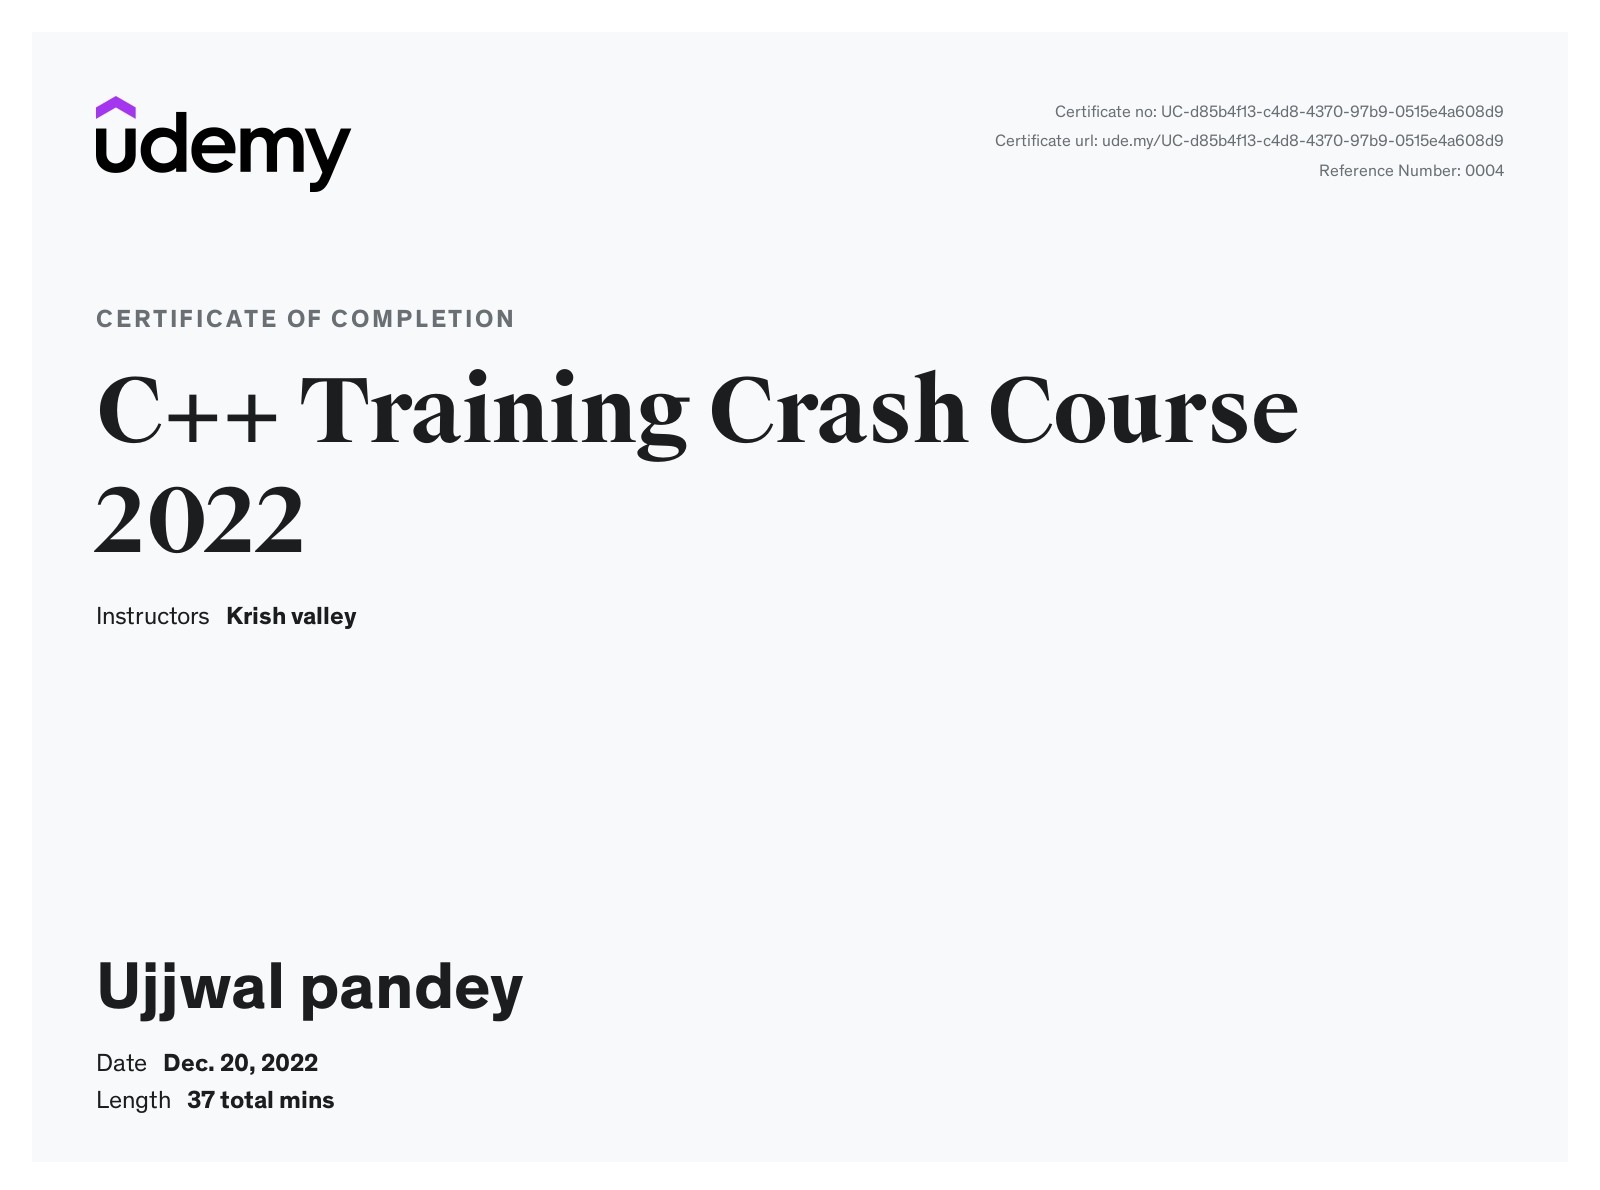 udemy
Certificate no: UC-d85b4f13-c4d8-4370-97b9-0515e4a608d9
Certificate url: ude.my/UC-d85b4f13-c4d8-4370-97b9-0515e4a608d9
Reference Number: 0004
CERTIFICATE OF COMPLETION
C++ Training Crash Course
2022
Instructors Krish valley
Ujjwal pandey
Date Dec. 20, 2022
Length 37 total mins